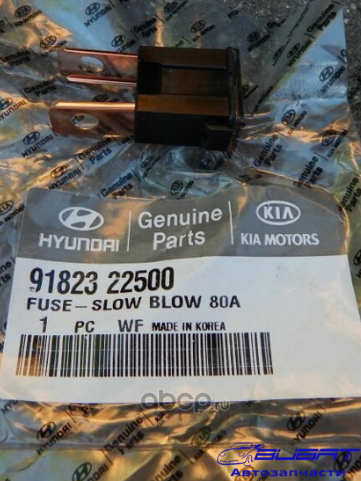 HYUNDAI
Genuine
Parts
KIA
KIA MOTORS
91823 22500
FUSE-SLOW BLOW 80A
1 PC WF MADE IN KOREA
Автозапчасти